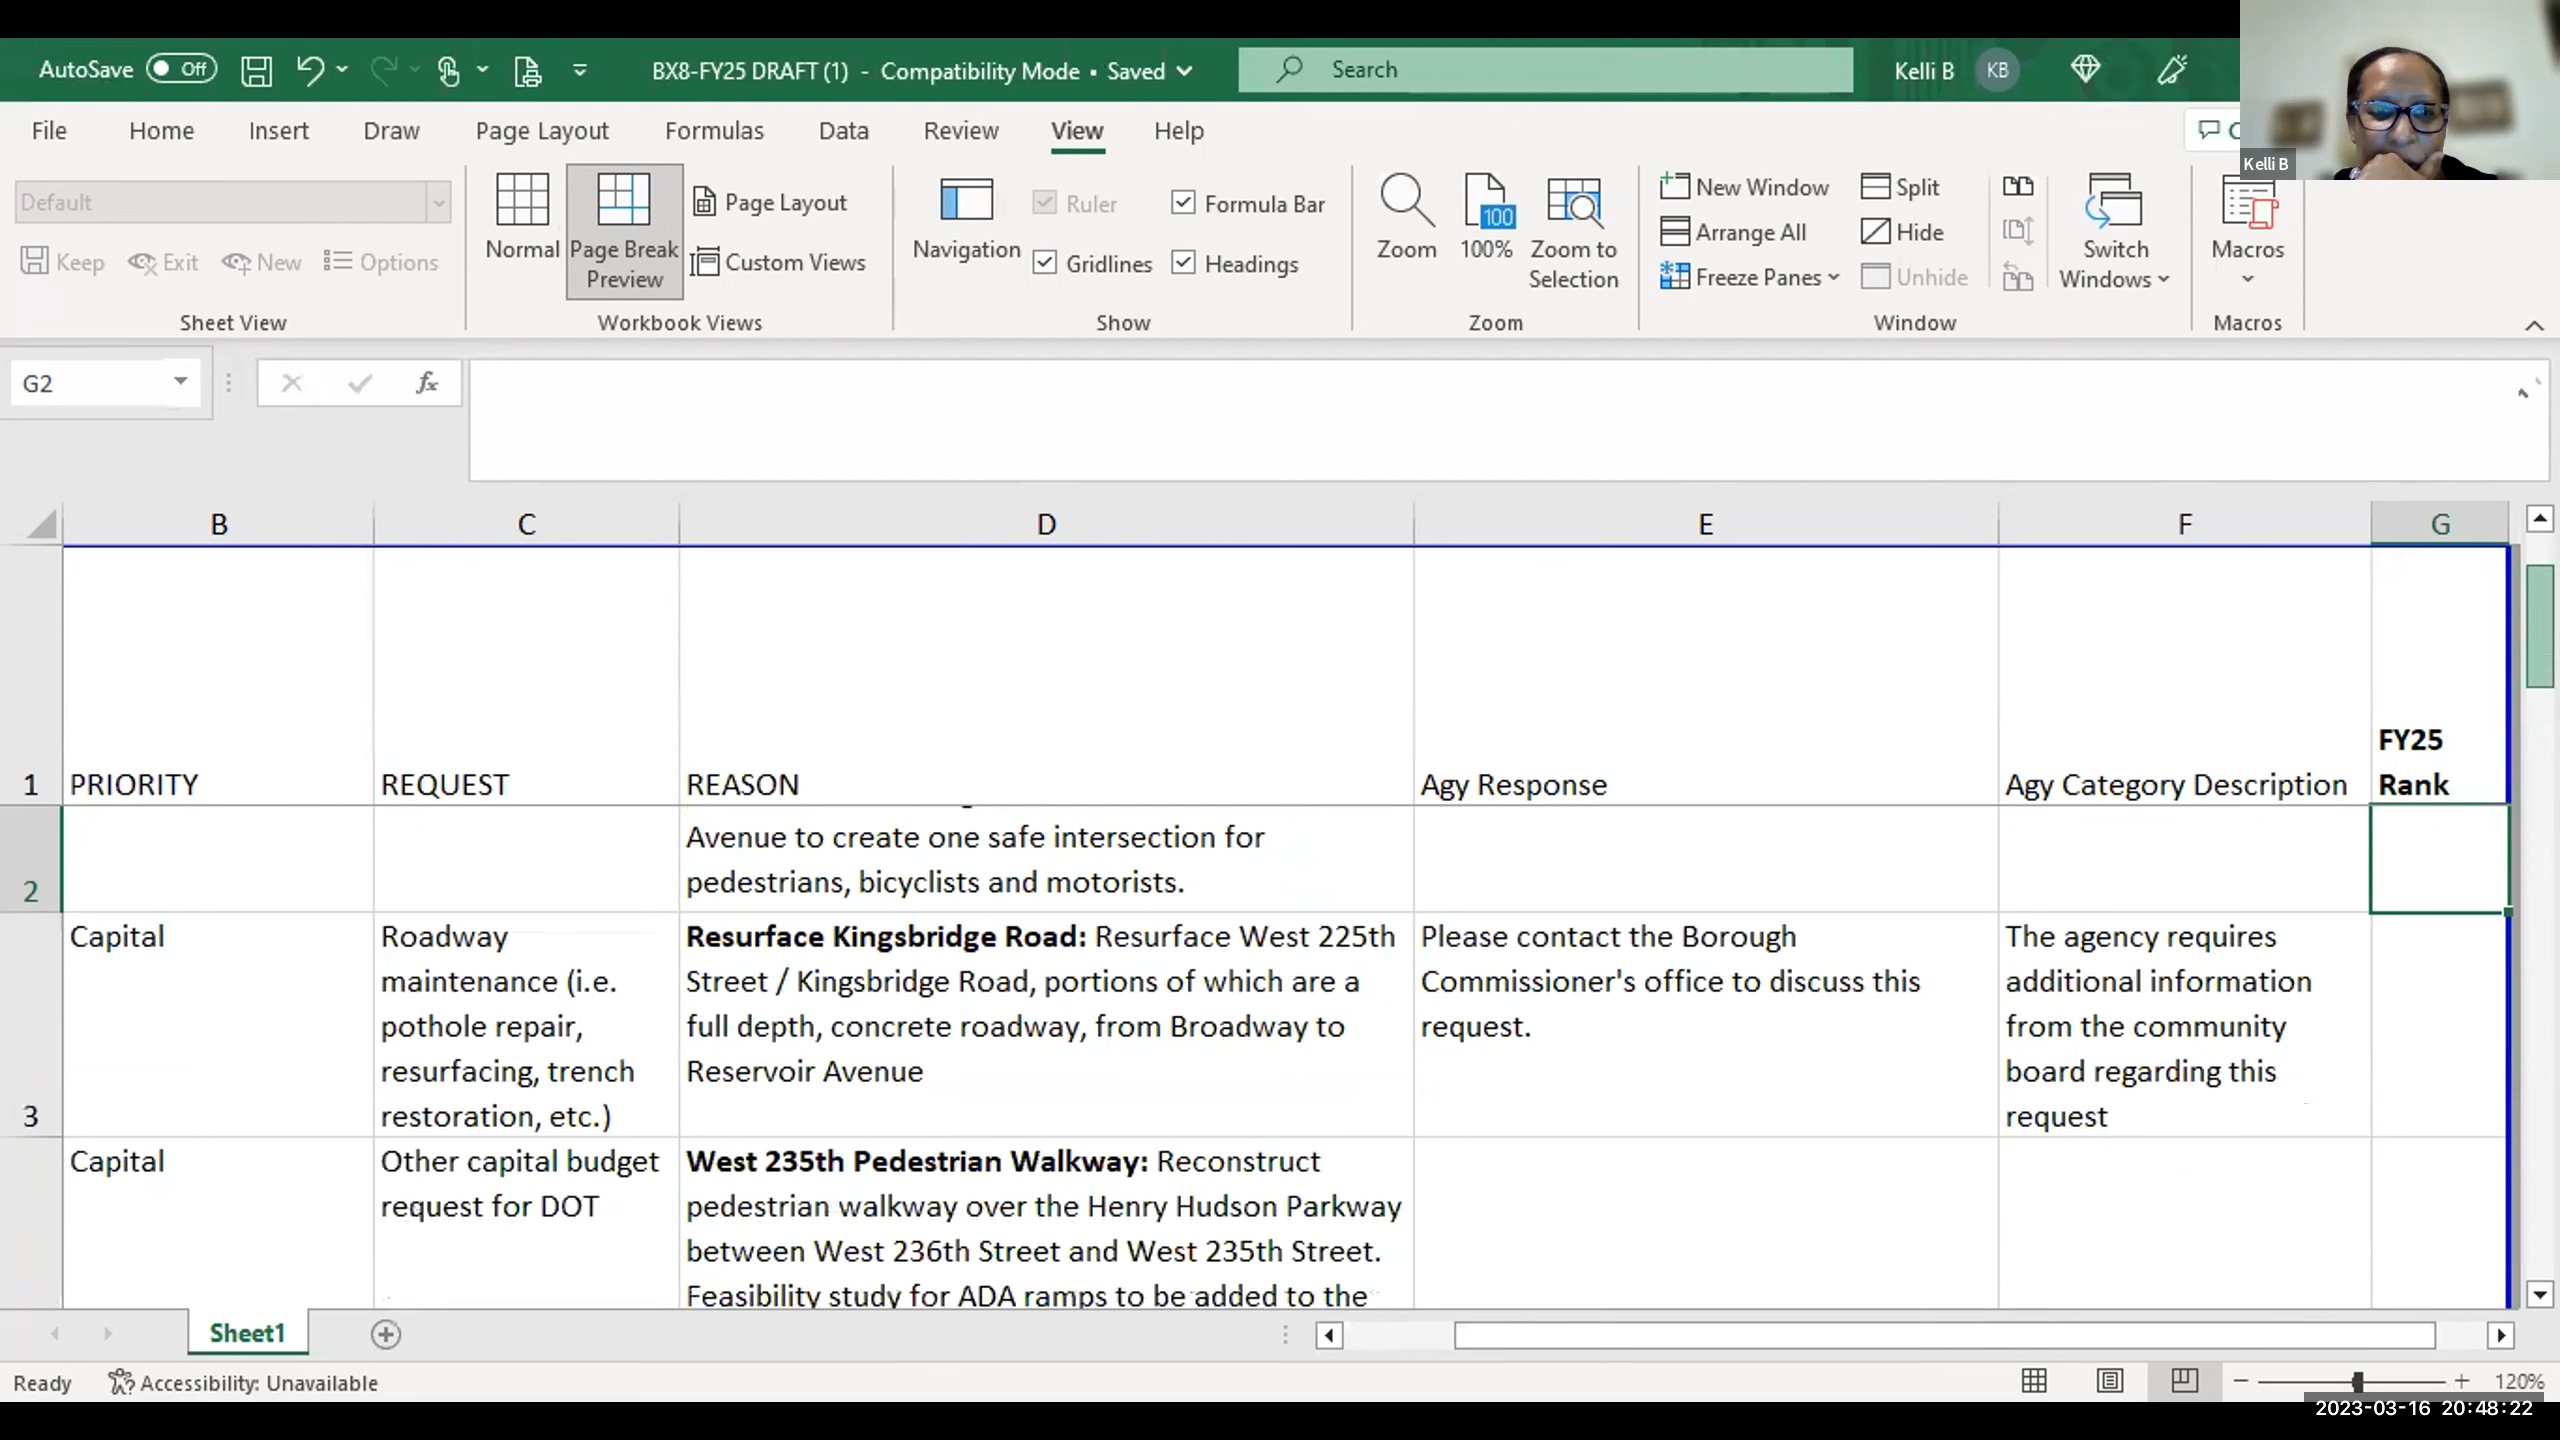 AutoSave Off BX8-FY25 DRAFT (1) - Compatibility Mode • Saved Search Kelli B KB
File Home Insert Draw Page Layout Formulas Data Review View Help
Kelli B
Default
Keep Exit New Options
Sheet View
Normal
Page Break
Preview
Page Layout
Custom Views
Workbook Views
Navigation
Ruler
Formula Bar
Gridlines
Headings
Show
Zoom
100
100%
Zoom to
Selection
Zoom
New Window
Arrange All
Freeze Panes
Split
Hide
Unhide
Switch
Windows
Window
Macros
Macros
G2
fx
B C D E F G
1 PRIORITY REQUEST REASON Agy Response Agy Category Description FY25
Rank
2
Avenue to create one safe intersection for
pedestrians, bicyclists and motorists.
3
Capital
Roadway
maintenance (i.e.
pothole repair,
resurfacing, trench
restoration, etc.)
Resurface Kingsbridge Road: Resurface West 225th
Street / Kingsbridge Road, portions of which are a
full depth, concrete roadway, from Broadway to
Reservoir Avenue
Please contact the Borough
Commissioner's office to discuss this
request.
The agency requires
additional information
from the community
board regarding this
request
Capital
Other capital budget
request for DOT
West 235th Pedestrian Walkway: Reconstruct
pedestrian walkway over the Henry Hudson Parkway
between West 236th Street and West 235th Street.
Feasibility study for ADA ramps to be added to the
Sheet1
Ready Accessibility: Unavailable 120%
2023-03-16 20:48:22